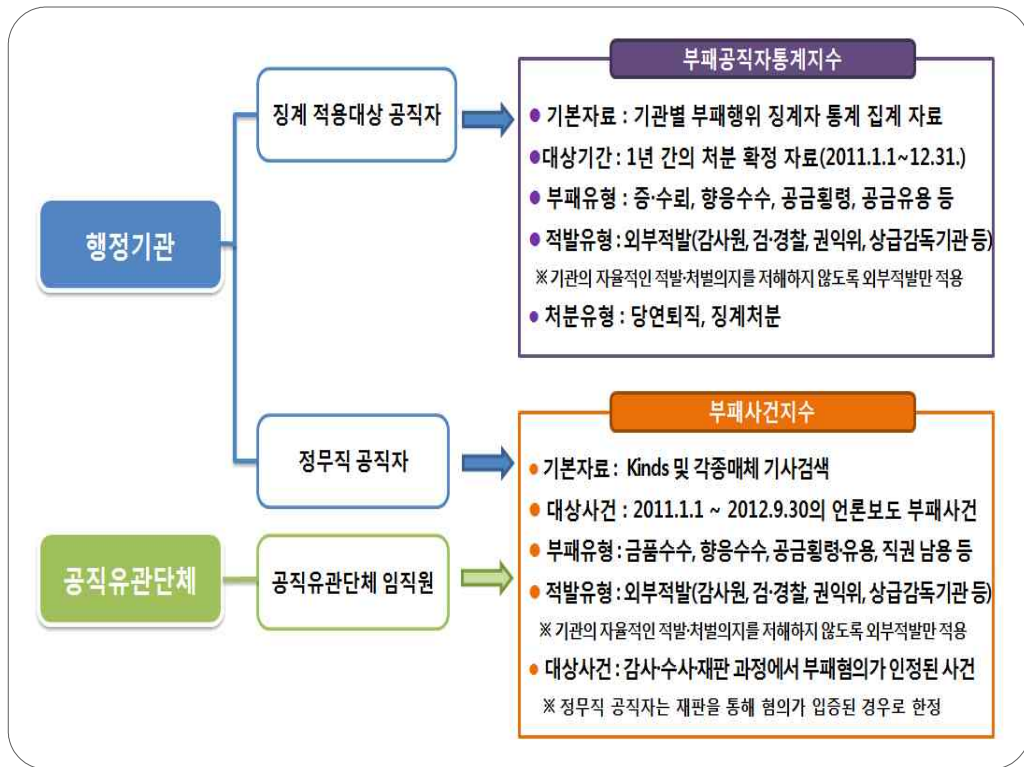 행정기관
징계 적용대상 공직자
부패공직자통계지수
● 기본자료 : 기관별 부패행위 징계자 통계 집계 자료
● 대상기간 : 1년 간의 처분 확정 자료(2011.1.1~12.31.)
● 부패유형 : 증·수뢰, 향응수수, 공금횡령, 공금유용 등
● 적발유형 : 외부적발(감사원, 검·경찰, 권익위, 상급감독기관 등)
※ 기관의 자율적인 적발·처벌의지를 저해하지 않도록 외부적발만 적용
● 처분유형 : 당연퇴직, 징계처분
정무직 공직자
공직유관단체
공직유관단체 임직원
부패사건지수
● 기본자료 : Kinds 및 각종매체 기사검색
● 대상사건 : 2011.1.1 ~ 2012.9.30의 언론보도 부패사건
● 부패유형 : 금품수수, 향응수수, 공금횡령·유용, 직권 남용 등
● 적발유형 : 외부적발(감사원, 검·경찰, 권익위, 상급감독기관 등)
※ 기관의 자율적인 적발·처벌의지를 저해하지 않도록 외부적발만 적용
● 대상사건 : 감사·수사·재판 과정에서 부패혐의가 인정된 사건
※ 정무직 공직자는 재판을 통해 혐의가 입증된 경우로 한정